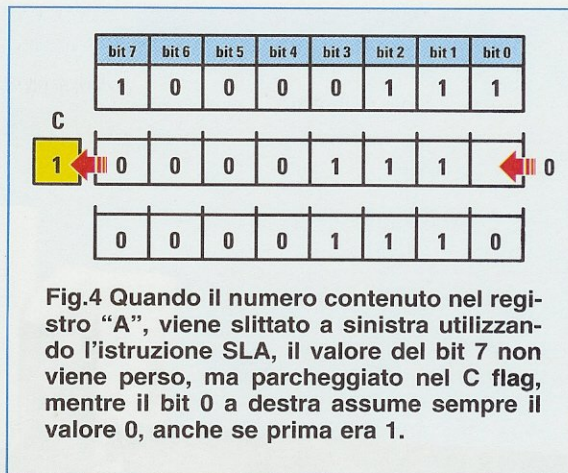 bit 7 bit 6 bit 5 bit 4 bit 3 bit 2 bit 1 bit 0
1 0 0 0 0 1 1 1
C
1 0 0 0 0 1 1 1 0
0 0 0 0 1 1 1 0
Fig.4 Quando il numero contenuto nel regi-
stro “A”, viene slittato a sinistra utilizzan-
do l’istruzione SLA, il valore del bit 7 non
viene perso, ma parcheggiato nel C flag,
mentre il bit 0 a destra assume sempre il
valore 0, anche se prima era 1.